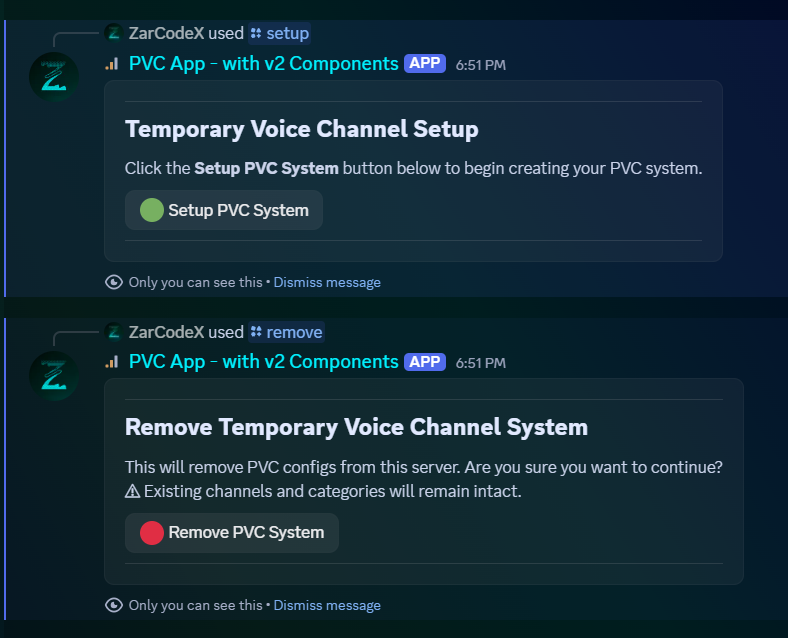 ZarCodeX used setup
PVC App - with v2 Components APP 6:51 PM
Temporary Voice Channel Setup
Click the Setup PVC System button below to begin creating your PVC system.
Setup PVC System
Only you can see this • Dismiss message
ZarCodeX used remove
PVC App - with v2 Components APP 6:51 PM
Remove Temporary Voice Channel System
This will remove PVC configs from this server. Are you sure you want to continue?
⚠ Existing channels and categories will remain intact.
Remove PVC System
Only you can see this • Dismiss message